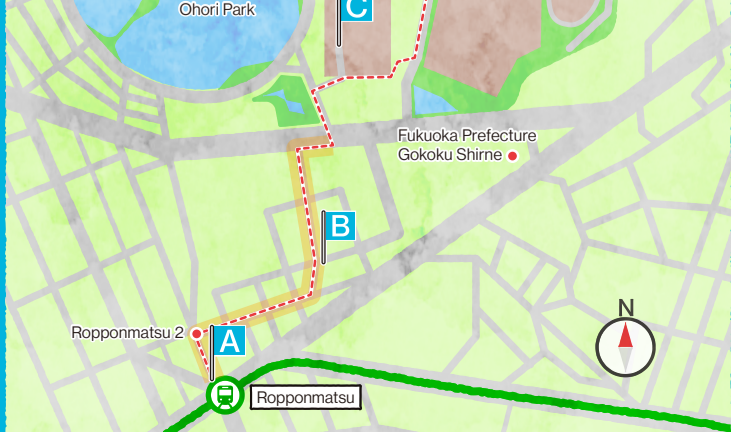 Ohori Park
C
Fukuoka Prefecture
Gokoku Shirne
B
N
Ropponmatsu 2
A
Ropponmatsu